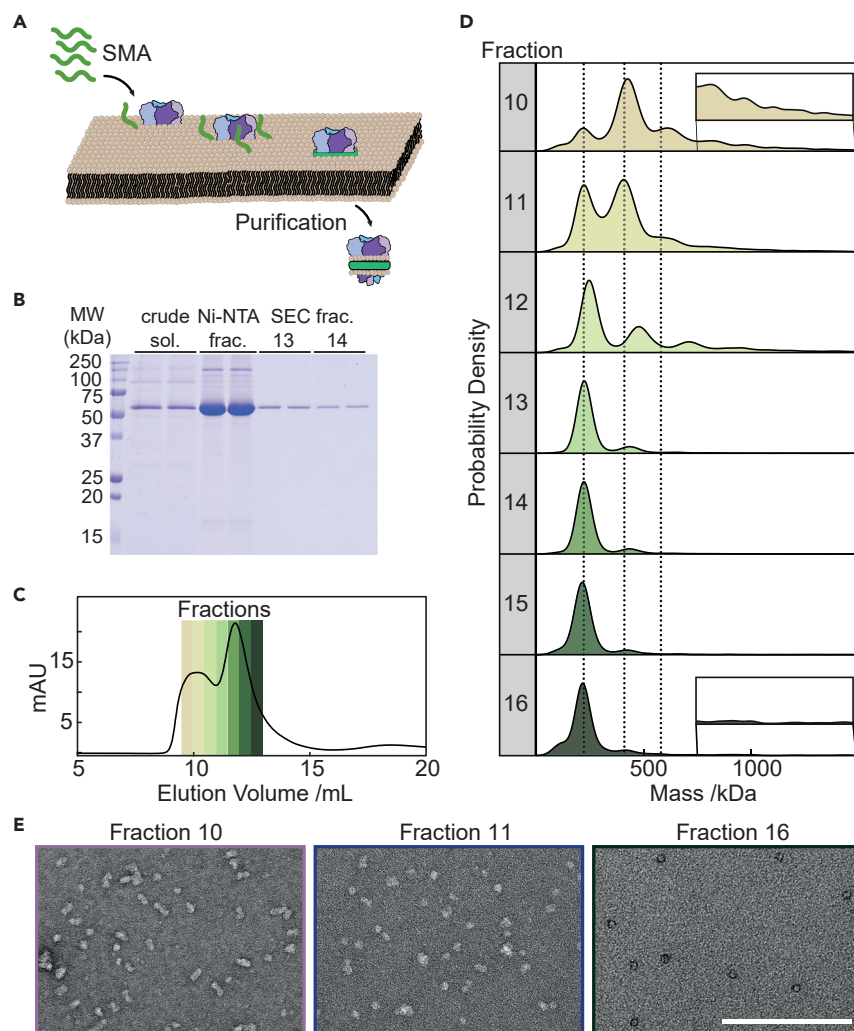 A
SMA
Purification
B
MW
(kDa)
crude
sol.
Ni-NTA
frac.
SEC frac.
13 14
250
100
75
50
37
25
20
15
C
Fractions
mAU
15
5
5 10 15 20
Elution Volume /mL
D
Fraction
10
11
12
13
14
15
16
Probability Density
500 1000
Mass /kDa
E
Fraction 10 Fraction 11 Fraction 16